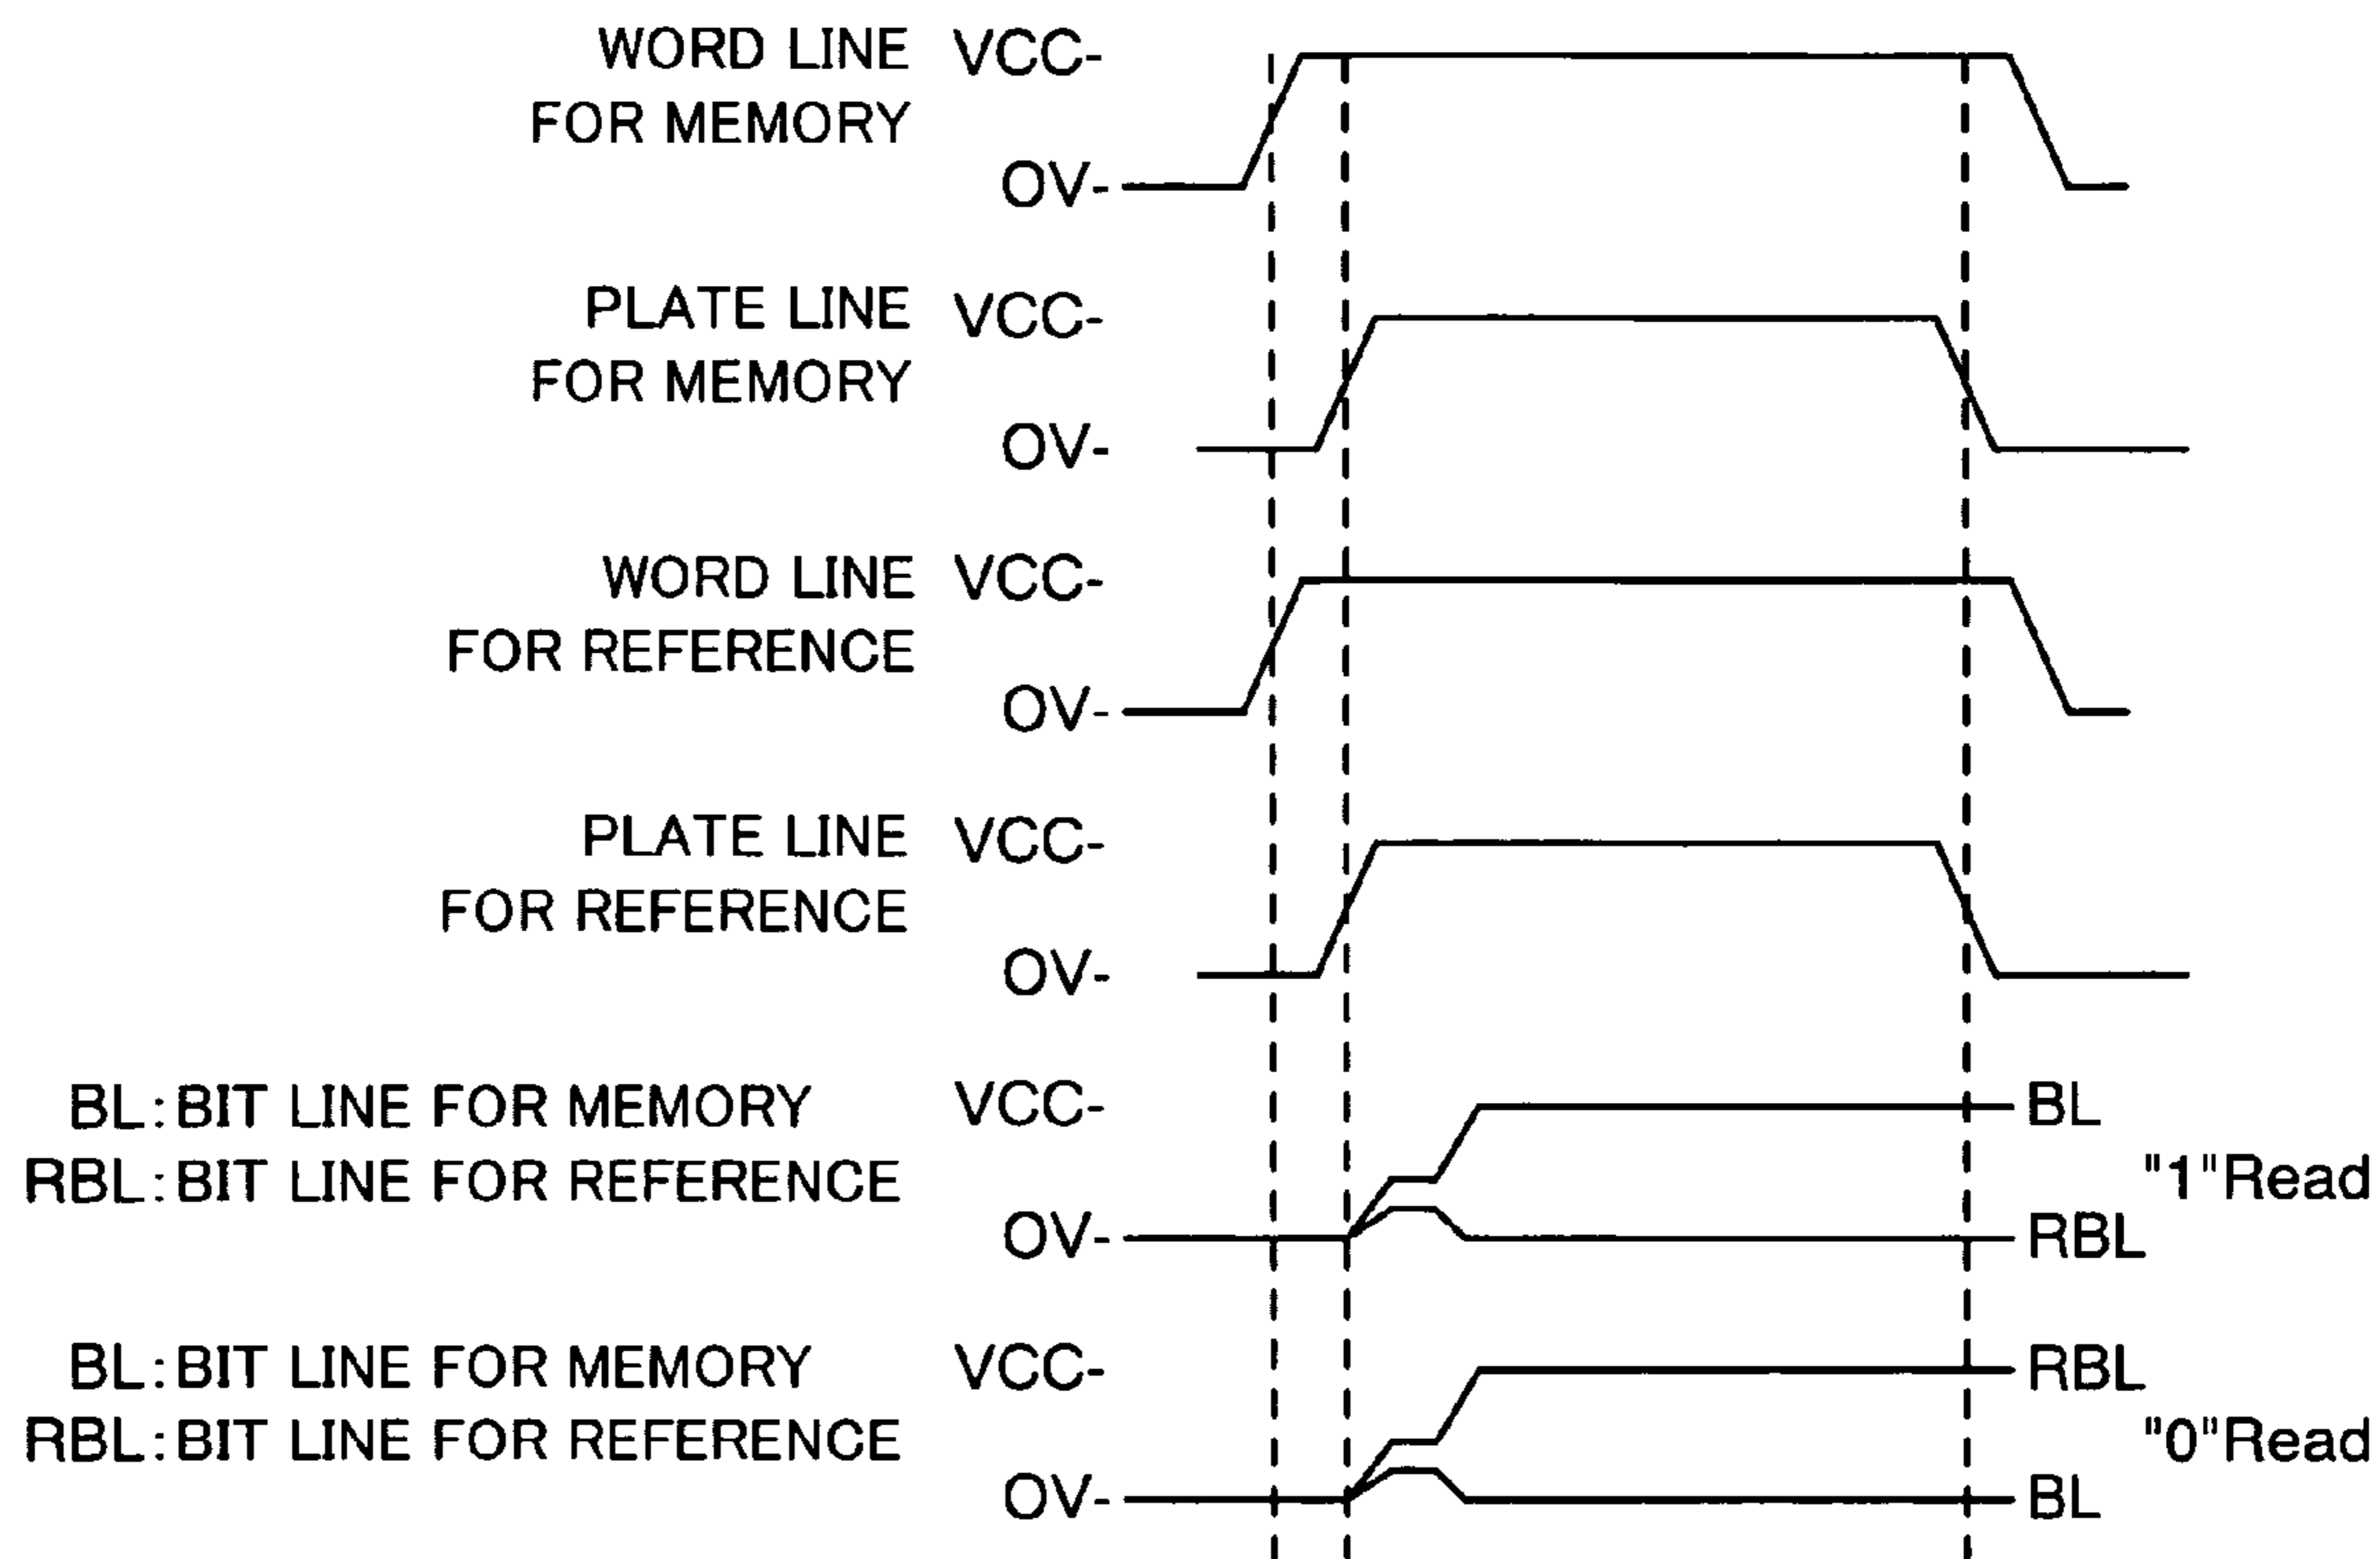 WORD LINE VCC-
FOR MEMORY
OV-
PLATE LINE VCC-
FOR MEMORY
OV-
WORD LINE VCC-
FOR REFERENCE
OV-
PLATE LINE VCC-
FOR REFERENCE
OV-
BL:BIT LINE FOR MEMORY VCC- BL
RBL:BIT LINE FOR REFERENCE "1"Read
OV- RBL
BL:BIT LINE FOR MEMORY VCC- RBL
RBL:BIT LINE FOR REFERENCE "0"Read
OV- BL